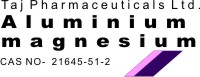 Taj Pharmaceuticals Ltd.
Aluminium
magnesium
CAS NO- 21645-51-2